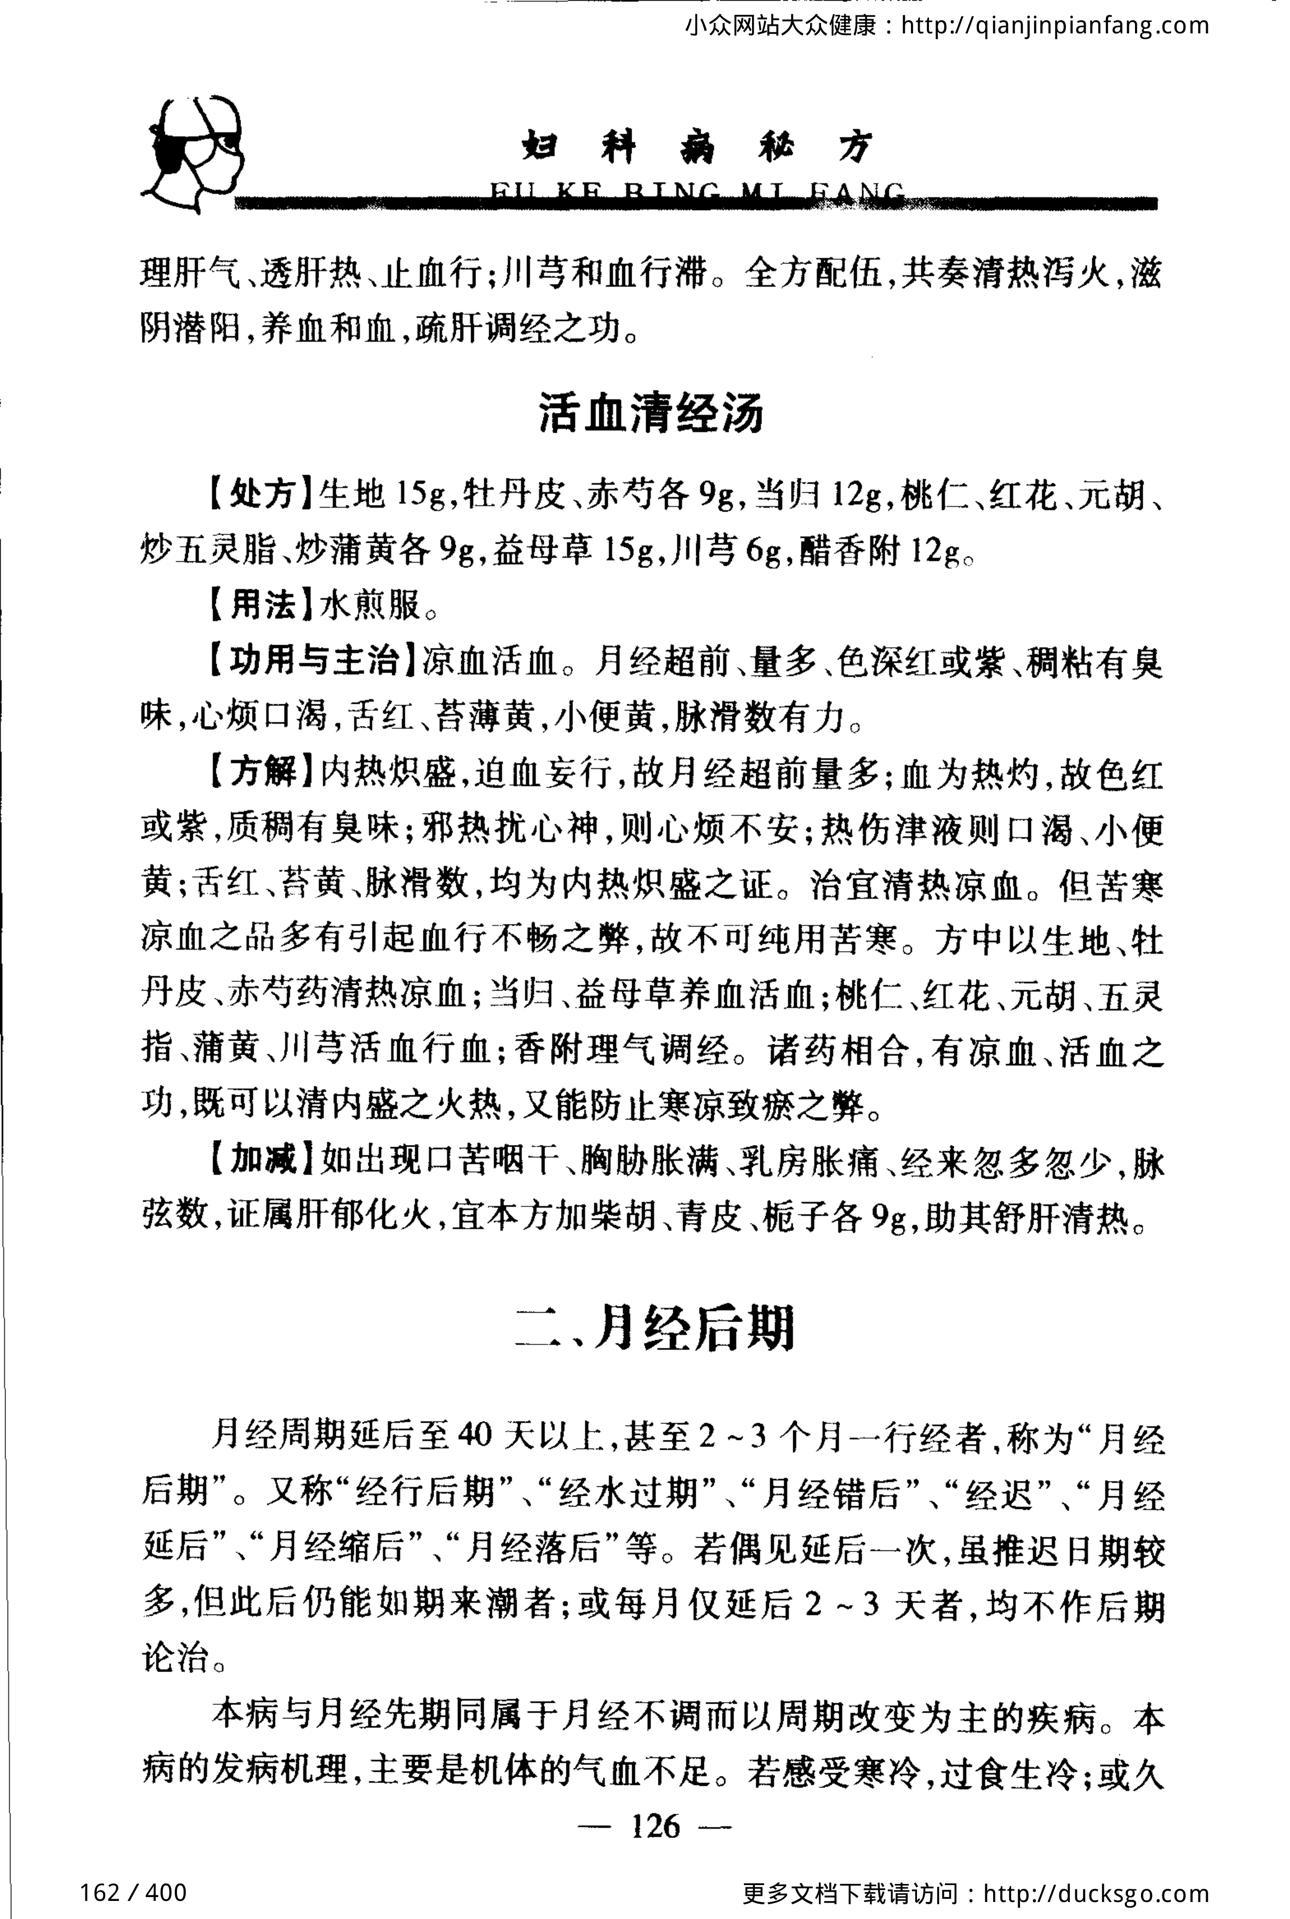 小众网站大众健康：http://qianjinpianfang.com
妇科病秘方
FU KE BING MI FANG
理肝气、透肝热、止血行;川芎和血行滞。全方配伍,共奏清热泻火,滋
阴潜阳,养血和血,疏肝调经之功。
活血清经汤
【处方】生地 15g,牡丹皮、赤芍各 9g,当归 12g,桃仁、红花、元胡、
炒五灵脂、炒蒲黄各 9g,益母草 15g,川芎 6g,醋香附 12g。
【用法】水煎服。
【功用与主治】凉血活血。月经超前、量多、色深红或紫、稠粘有臭
味,心烦口渴,舌红、苔薄黄,小便黄,脉滑数有力。
【方解】内热炽盛,迫血妄行,故月经超前量多;血为热灼,故色红
或紫,质稠有臭味;邪热扰心神,则心烦不安;热伤津液则口渴、小便
黄;舌红、苔黄、脉滑数,均为内热炽盛之证。治宜清热凉血。但苦寒
凉血之品多有引起血行不畅之弊,故不可纯用苦寒。方中以生地、牡
丹皮、赤芍药清热凉血;当归、益母草养血活血;桃仁、红花、元胡、五灵
指、蒲黄、川芎活血行血;香附理气调经。诸药相合,有凉血、活血之
功,既可以清内盛之火热,又能防止寒凉致瘀之弊。
【加减】如出现口苦咽干、胸胁胀满、乳房胀痛、经来忽多忽少,脉
弦数,证属肝郁化火,宜本方加柴胡、青皮、栀子各 9g,助其舒肝清热。
二、月经后期
月经周期延后至 40 天以上,甚至 2 ~ 3 个月一行经者,称为“月经
后期”。又称“经行后期”、“经水过期”、“月经错后”、“经迟”、“月经
延后”、“月经缩后”、“月经落后”等。若偶见延后一次,虽推迟日期较
多,但此后仍能如期来潮者;或每月仅延后 2 ~ 3 天者,均不作后期
论治。
本病与月经先期同属于月经不调而以周期改变为主的疾病。本
病的发病机理,主要是机体的气血不足。若感受寒冷,过食生冷;或久
— 126 —
162 / 400
更多文档下载请访问：http://ducksgo.com